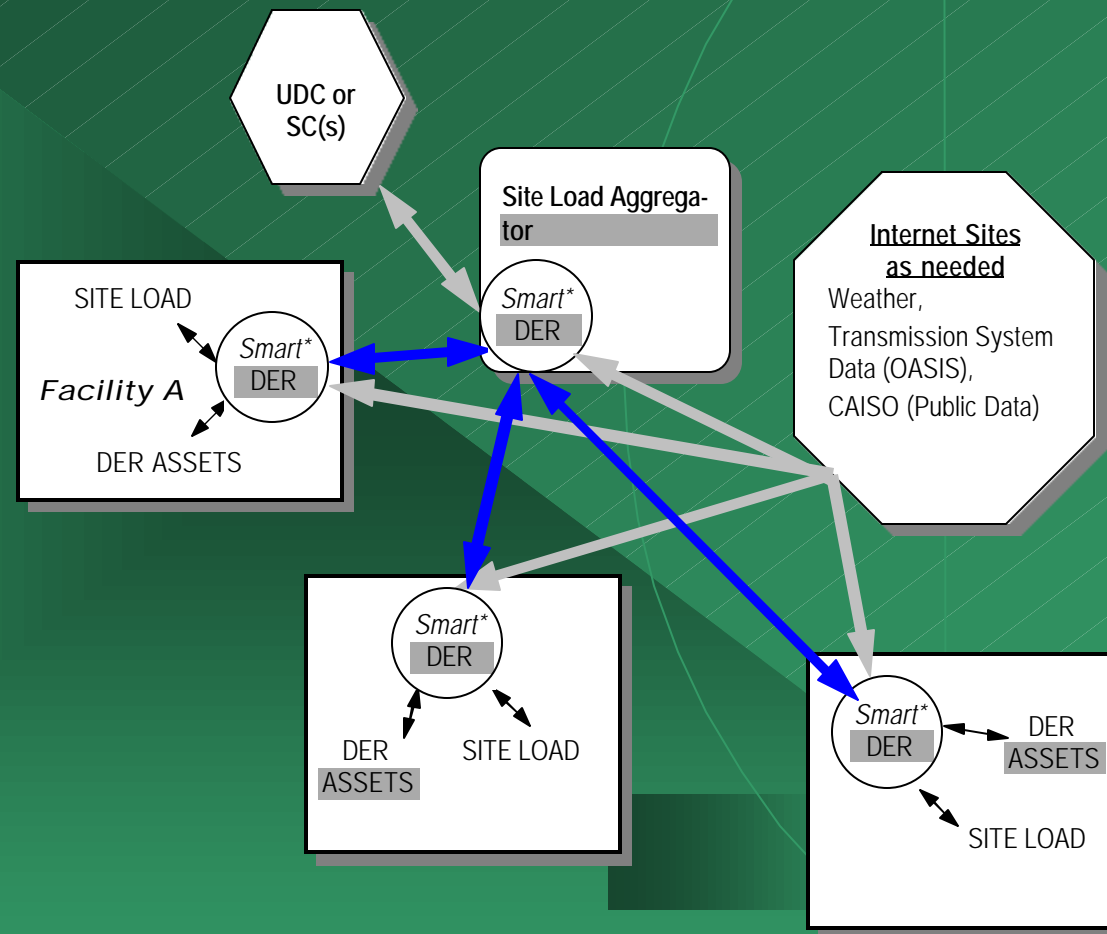 UDC or
SC(s)
Site Load Aggrega-
tor
Smart*
DER
Internet Sites
as needed
Weather,
Transmission System
Data (OASIS),
CAISO (Public Data)
SITE LOAD
Smart*
DER
Facility A
DER ASSETS
Smart*
DER
DER
ASSETS
SITE LOAD
Smart*
DER
DER
ASSETS
SITE LOAD